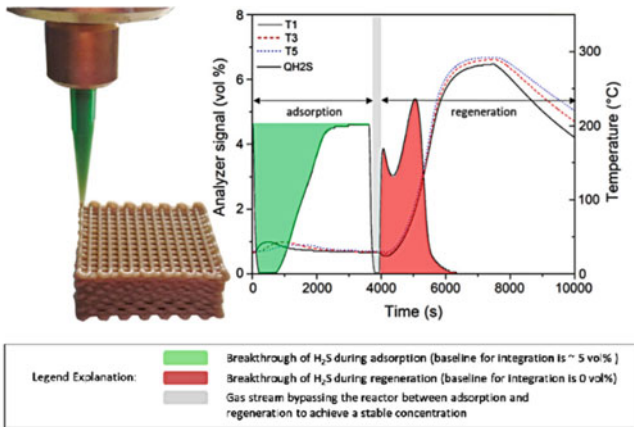 T1
T3
T5
QH2S
adsorption
regeneration
Analyzer signal (vol %)
8
6
4
2
0
Temperature (°C)
300
200
100
0
0 2000 4000 6000 8000 10000
Time (s)
Legend Explanation:
Breakthrough of H₂S during adsorption (baseline for integration is ~ 5 vol% )
Breakthrough of H₂S during regeneration (baseline for integration is 0 vol%)
Gas stream bypassing the reactor between adsorption and
regeneration to achieve a stable concentration